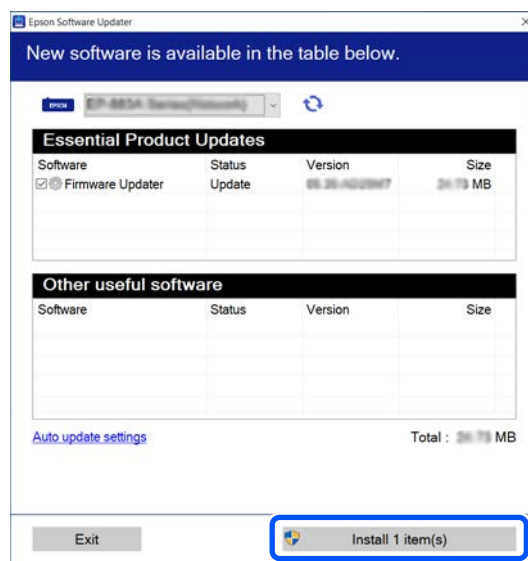 Epson Software Updater
New software is available in the table below.
EPSON
Essential Product Updates
Software Status Version Size
Firmware Updater Update MB
Other useful software
Software Status Version Size
Auto update settings Total : MB
Exit Install 1 item(s)